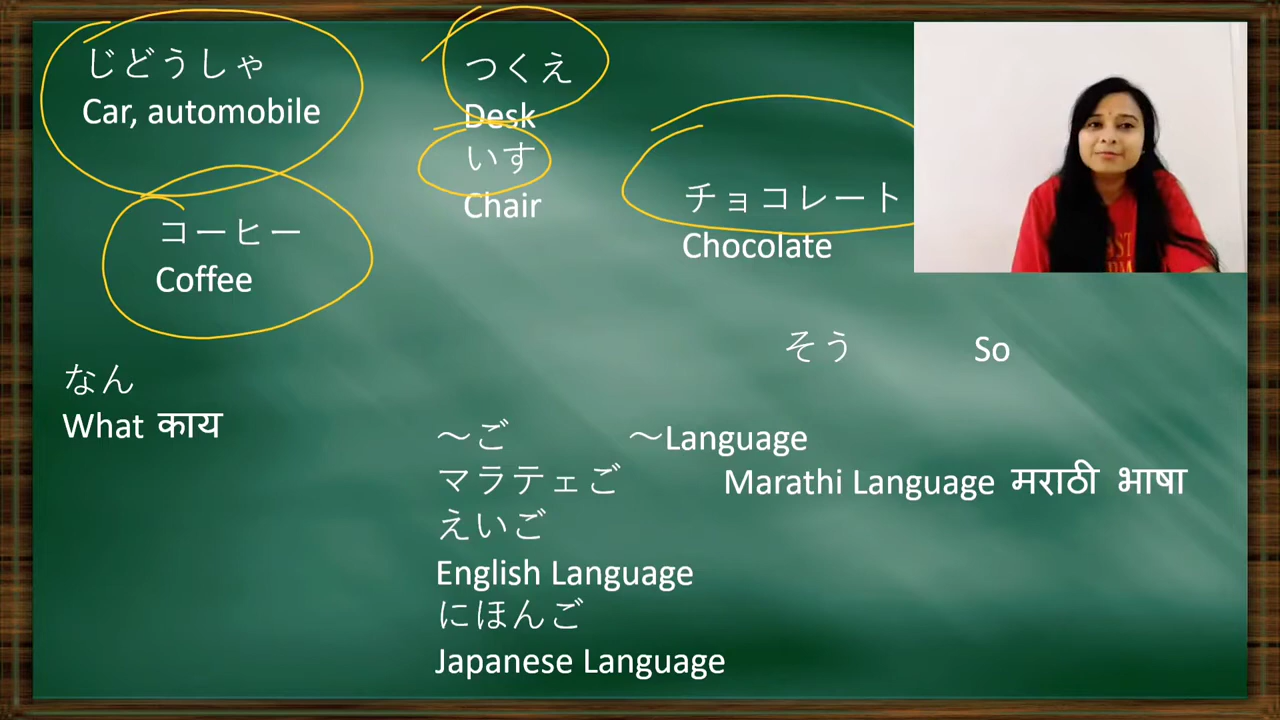 じどうしゃ
Car, automobile
つくえ
Desk
いす
Chair
チョコレート
Chocolate
コーヒー
Coffee
そう So
なん
What काय
～ご ～Language
マラテェご Marathi Language मराठी भाषा
えいご
English Language
にほんご
Japanese Language